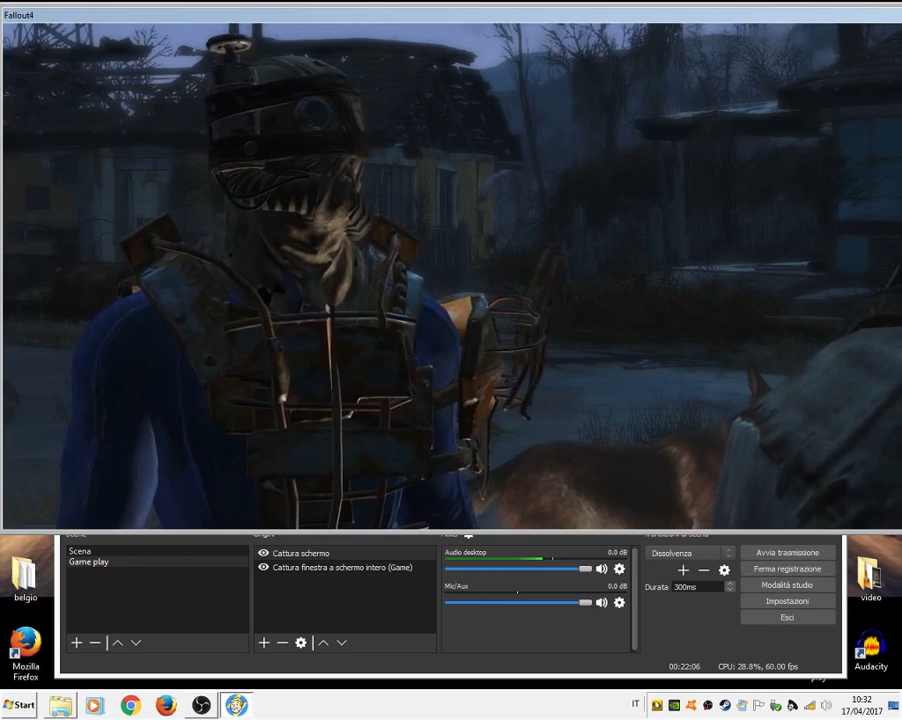 Fallout4
Scena
Game play
Cattura schermo
Cattura finestra a schermo intero (Game)
Audio desktop
0.0 dB
Mic/Aux
0.0 dB
Dissolvenza
Durata
300ms
Avvia trasmissione
Ferma registrazione
Modalità studio
Impostazioni
Esci
00:22:06
CPU: 28.8%, 60.00 fps
belgio
Mozilla
Firefox
video
Audacity
Start
IT
10:32
17/04/2017